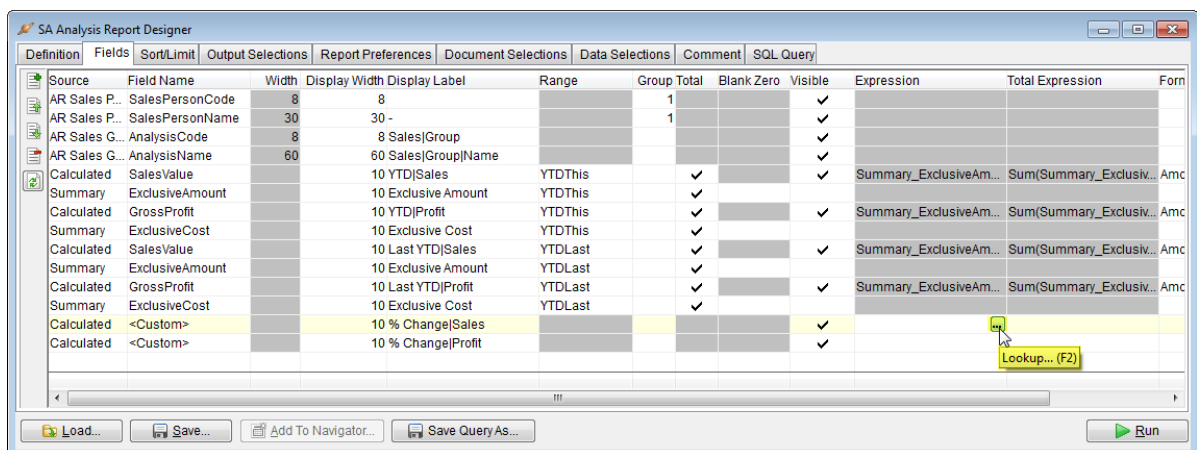 SA Analysis Report Designer
Definition Fields Sort/Limit Output Selections Report Preferences Document Selections Data Selections Comment SQL Query
Source Field Name Width Display Width Display Label Range Group Total Blank Zero Visible Expression Total Expression Forn
AR Sales P... SalesPersonCode 8 8 1
AR Sales P... SalesPersonName 30 30 - 1
AR Sales G... AnalysisCode 8 8 Sales|Group
AR Sales G... AnalysisName 60 60 Sales|Group|Name
Calculated SalesValue 10 YTD|Sales YTDThis Summary_ExclusiveAm... Sum(Summary_Exclusiv... Amc
Summary ExclusiveAmount 10 Exclusive Amount YTDThis
Calculated GrossProfit 10 YTD|Profit YTDThis Summary_ExclusiveAm... Sum(Summary_Exclusiv... Amc
Summary ExclusiveCost 10 Exclusive Cost YTDThis
Calculated SalesValue 10 Last YTD|Sales YTDLast Summary_ExclusiveAm... Sum(Summary_Exclusiv... Amc
Summary ExclusiveAmount 10 Exclusive Amount YTDLast
Calculated GrossProfit 10 Last YTD|Profit YTDLast Summary_ExclusiveAm... Sum(Summary_Exclusiv... Amc
Summary ExclusiveCost 10 Exclusive Cost YTDLast
Calculated <Custom> 10 % Change|Sales ...
Calculated <Custom> 10 % Change|Profit
Lookup... (F2)
Load... Save... Add To Navigator... Save Query As... Run